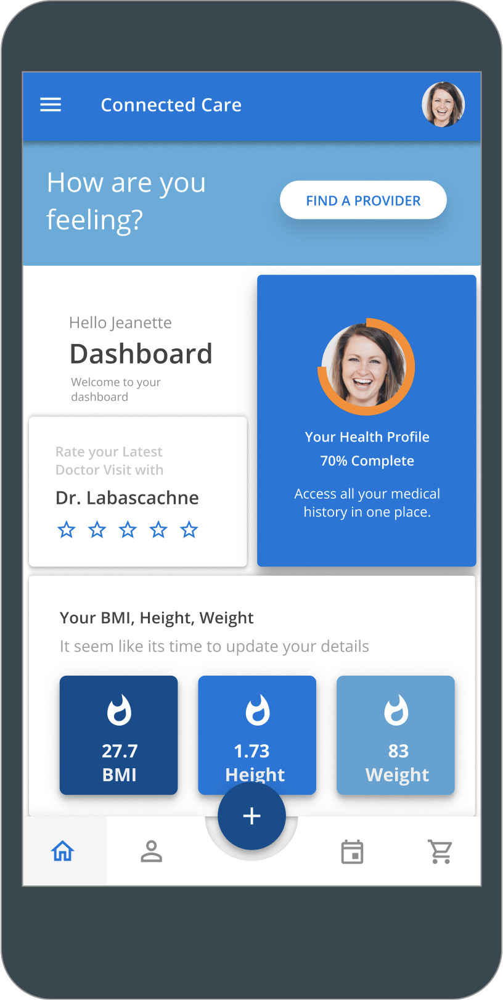 Connected Care
How are you
feeling?
FIND A PROVIDER
Hello Jeanette
Dashboard
Welcome to your
dashboard
Rate your Latest
Doctor Visit with
Dr. Labascachne
Your Health Profile
70% Complete
Access all your medical
history in one place.
Your BMI, Height, Weight
It seem like its time to update your details
27.7
BMI
1.73
Height
83
Weight